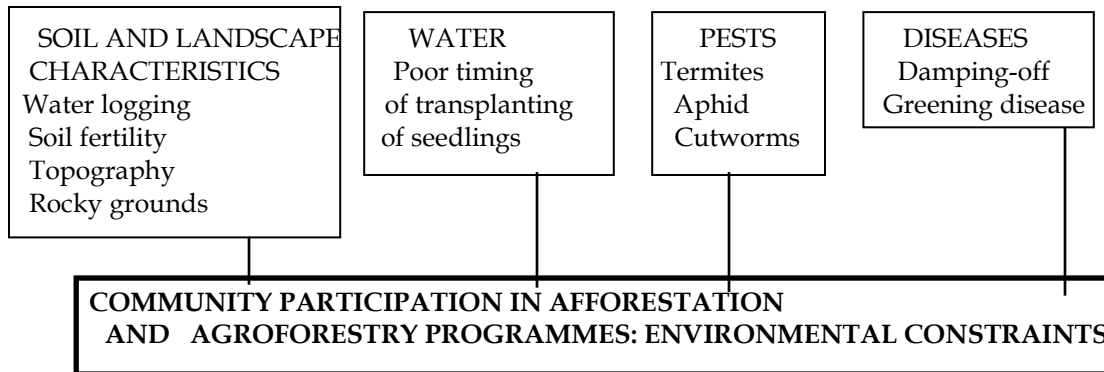 SOIL AND LANDSCAPE
CHARACTERISTICS
Water logging
Soil fertility
Topography
Rocky grounds
WATER
Poor timing
of transplanting
of seedlings
PESTS
Termites
Aphid
Cutworms
DISEASES
Damping-off
Greening disease
COMMUNITY PARTICIPATION IN AFFORESTATION
AND AGROFORESTRY PROGRAMMES: ENVIRONMENTAL CONSTRAINTS